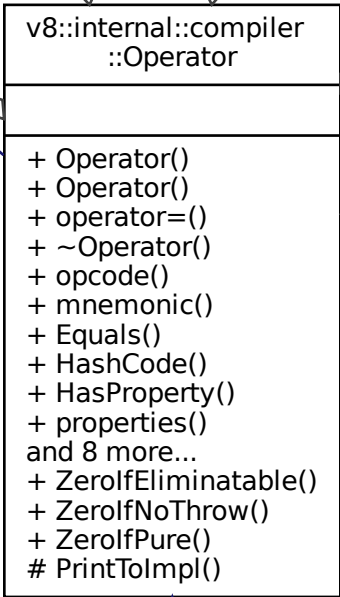 v8::internal::compiler
::Operator
+ Operator()
+ Operator()
+ operator=()
+ ~Operator()
+ opcode()
+ mnemonic()
+ Equals()
+ HashCode()
+ HasProperty()
+ properties()
and 8 more...
+ ZeroIfEliminatable()
+ ZeroIfNoThrow()
+ ZeroIfPure()
# PrintToImpl()